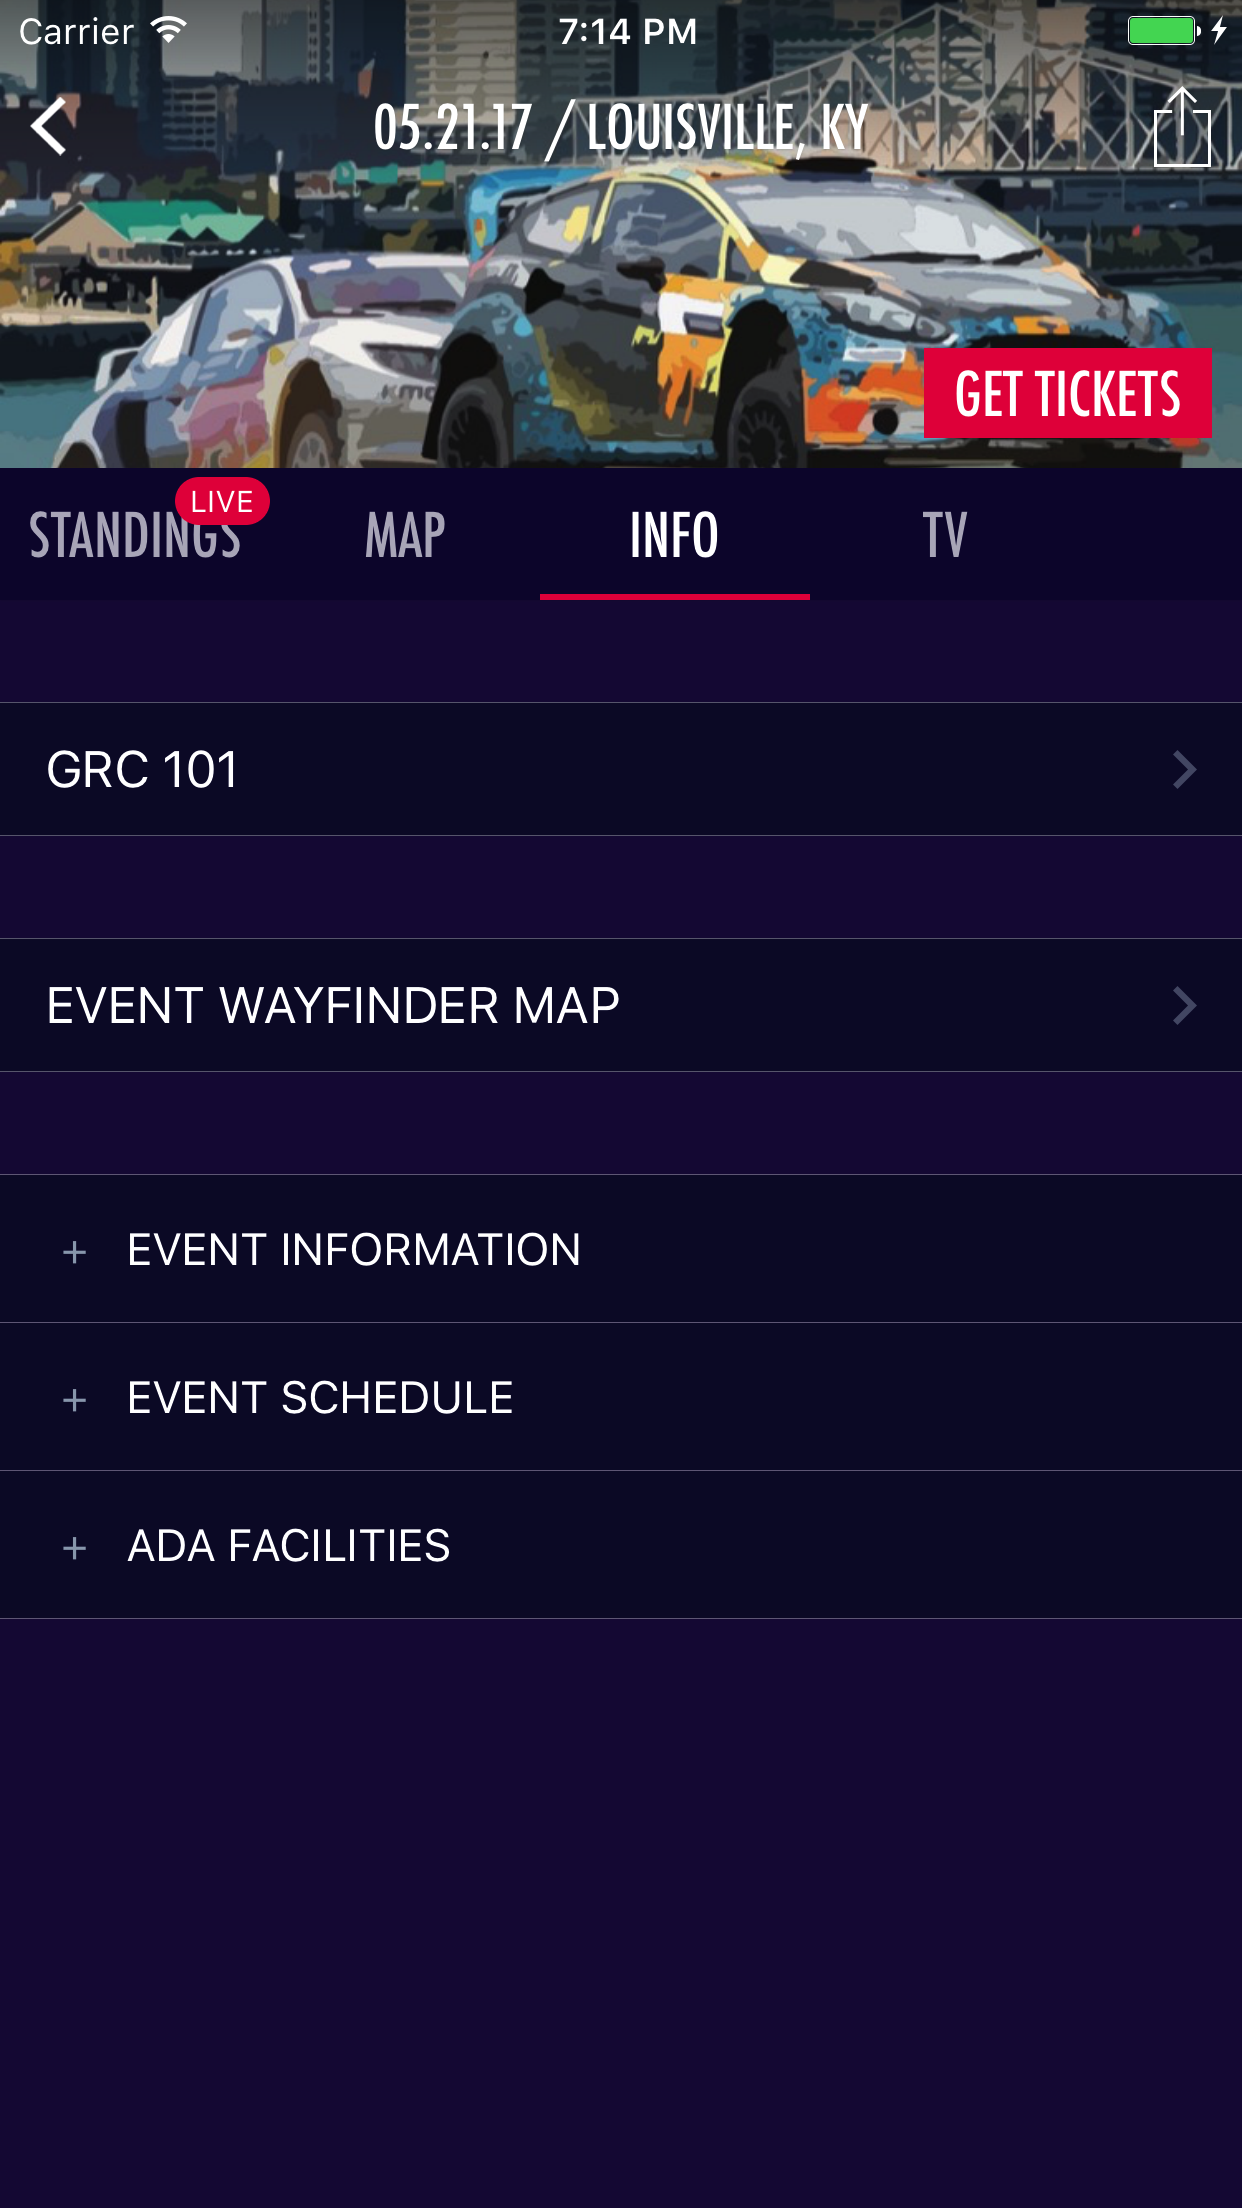 Carrier 7:14 PM
05.21.17 / LOUISVILLE, KY
GET TICKETS
LIVE
STANDINGS MAP INFO TV
GRC 101
EVENT WAYFINDER MAP
+ EVENT INFORMATION
+ EVENT SCHEDULE
+ ADA FACILITIES